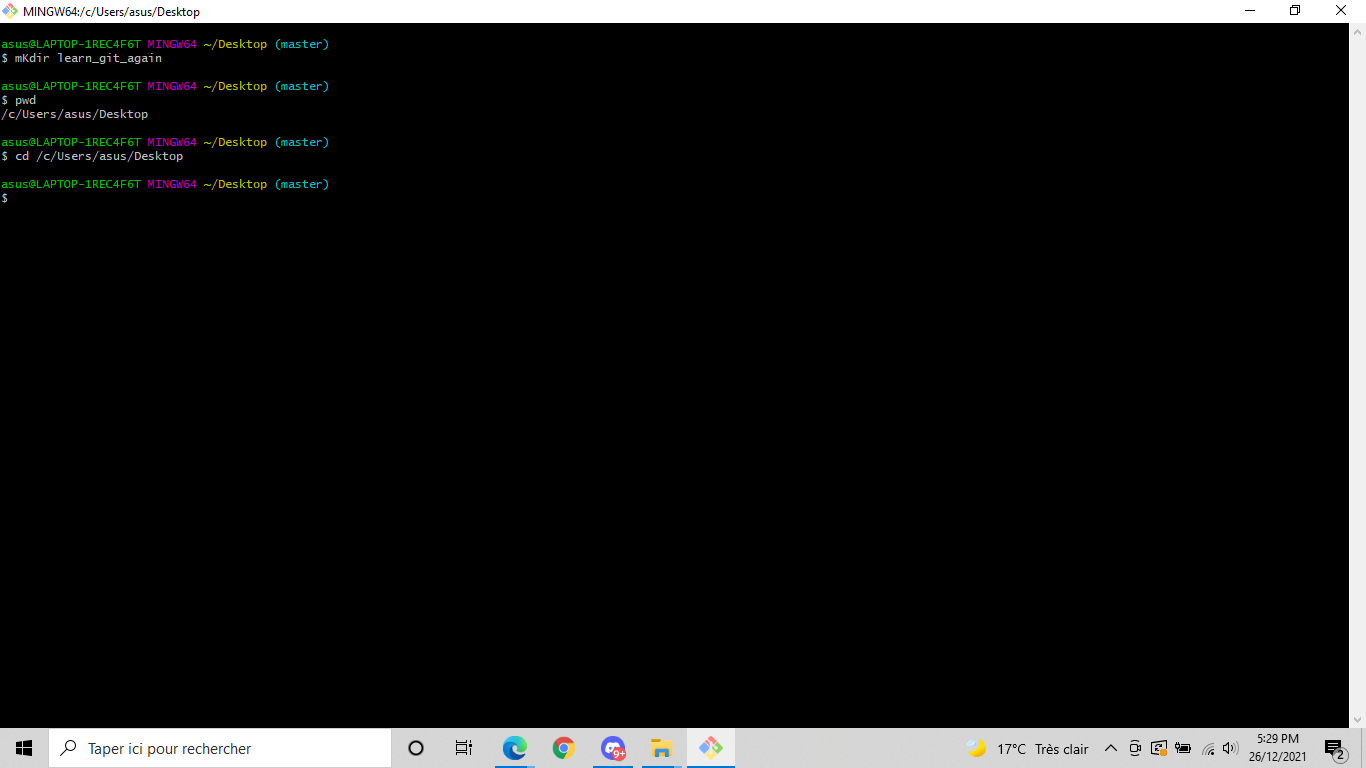 MINGW64:/c/Users/asus/Desktop
asus@LAPTOP-1REC4F6T MINGW64 ~/Desktop (master)
$ mKdir learn_git_again
asus@LAPTOP-1REC4F6T MINGW64 ~/Desktop (master)
$ pwd
/c/Users/asus/Desktop
asus@LAPTOP-1REC4F6T MINGW64 ~/Desktop (master)
$ cd /c/Users/asus/Desktop
asus@LAPTOP-1REC4F6T MINGW64 ~/Desktop (master)
$
Taper ici pour rechercher
9+
17°C Très clair
5:29 PM
26/12/2021
2